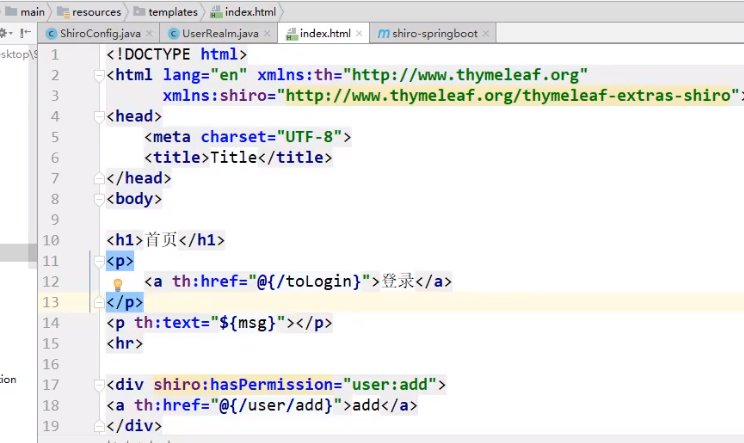 main resources templates index.html
ShiroConfig.java UserRealm.java index.html shiro-springboot
1 <!DOCTYPE html>
2 <html lang="en" xmlns:th="http://www.thymeleaf.org"
3 xmlns:shiro="http://www.thymeleaf.org/thymeleaf-extras-shiro">
4 <head>
5 <meta charset="UTF-8">
6 <title>Title</title>
7 </head>
8 <body>
9
10 <h1>首页</h1>
11 <p>
12 <a th:href="@{/toLogin}">登录</a>
13 </p>
14 <p th:text="${msg}"></p>
15 <hr>
16
17 <div shiro:hasPermission="user:add">
18 <a th:href="@{/user/add}">add</a>
19 </div>